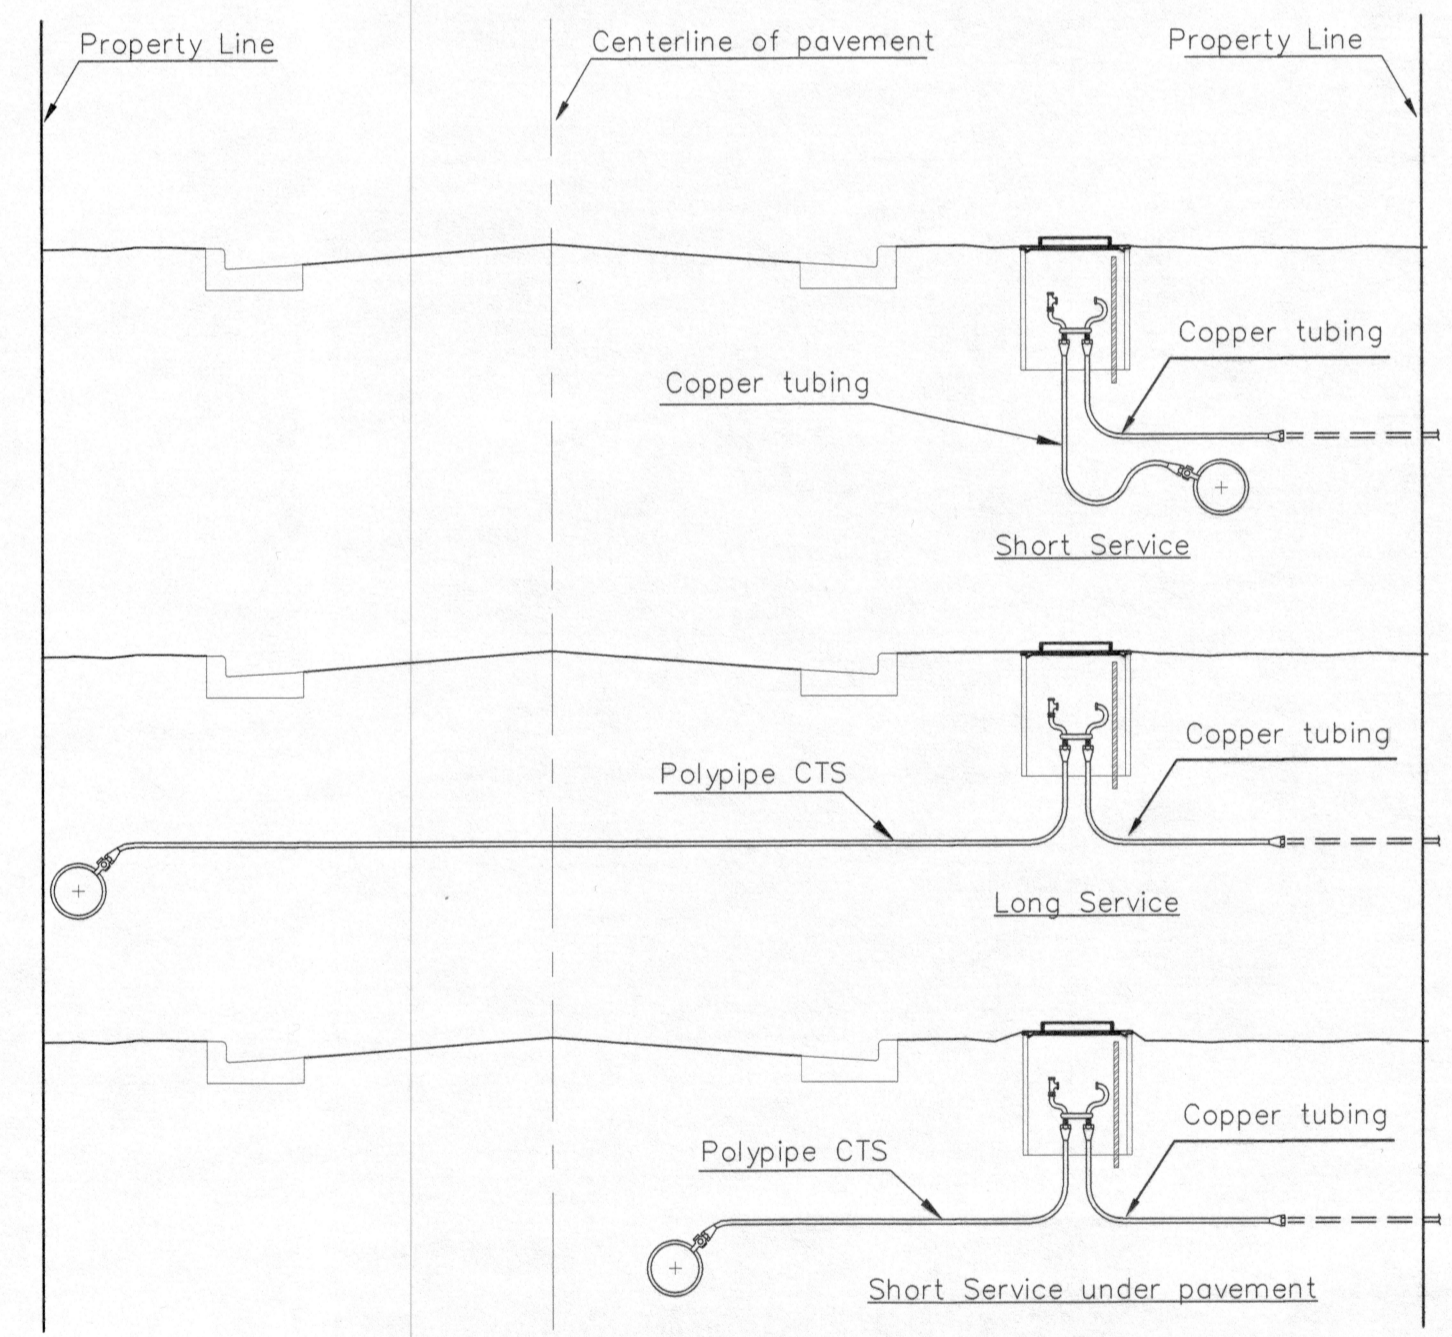 Property Line
Centerline of pavement
Property Line
Copper tubing
Copper tubing
Short Service
Copper tubing
Polypipe CTS
Long Service
Copper tubing
Polypipe CTS
Short Service under pavement